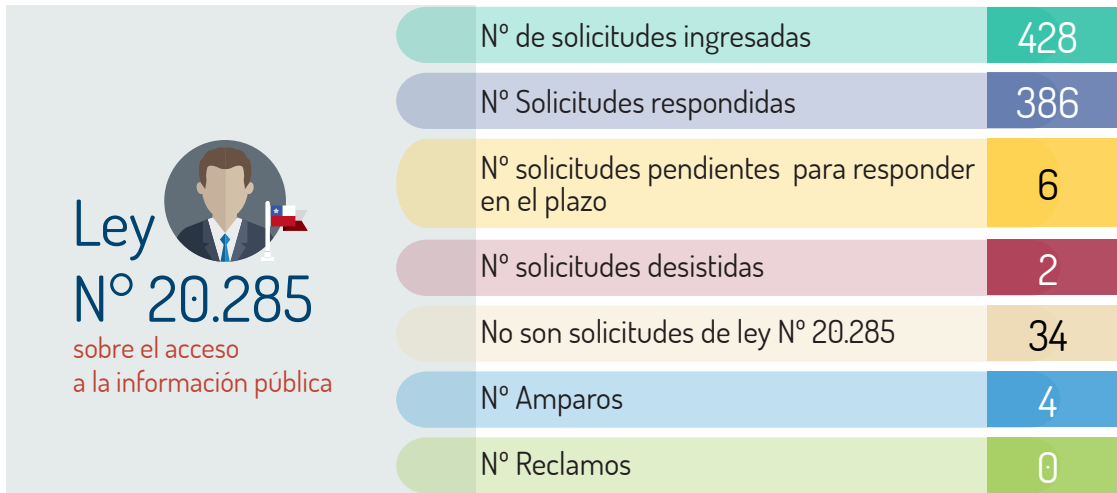 Ley
N° 20.285
sobre el acceso
a la información pública
Nº de solicitudes ingresadas 428
Nº Solicitudes respondidas 386
Nº solicitudes pendientes para responder
en el plazo 6
Nº solicitudes desistidas 2
No son solicitudes de ley Nº 20.285 34
Nº Amparos 4
Nº Reclamos 0